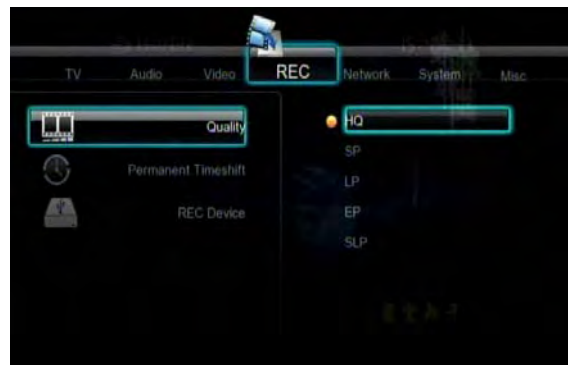 TV Audio Video REC Network System Misc
Quality
Permanent Timeshift
REC Device
HQ
SP
LP
EP
SLP